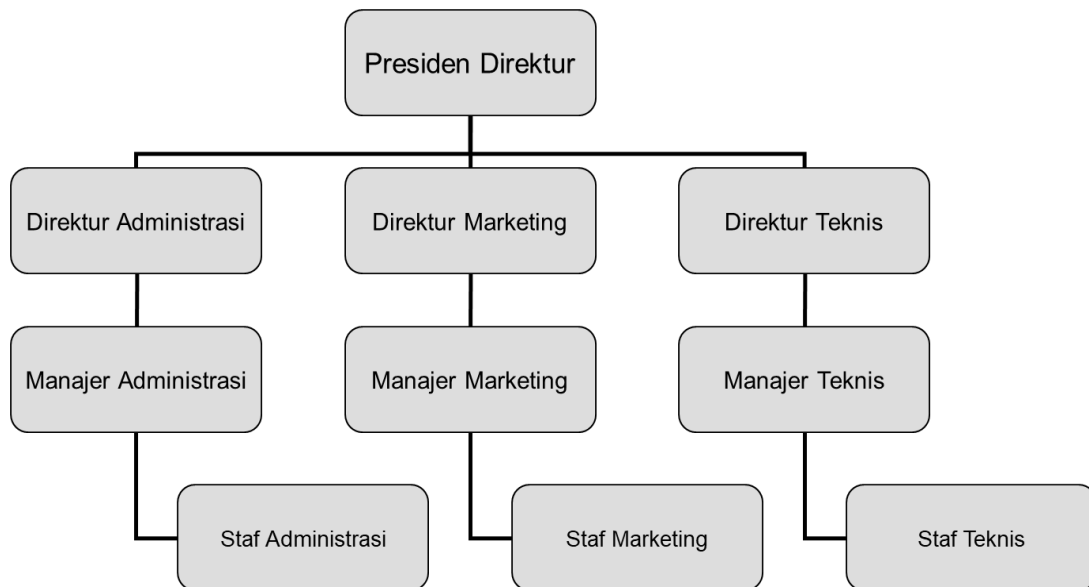 Presiden Direktur
Direktur Administrasi
Direktur Marketing
Direktur Teknis
Manajer Administrasi
Manajer Marketing
Manajer Teknis
Staf Administrasi
Staf Marketing
Staf Teknis